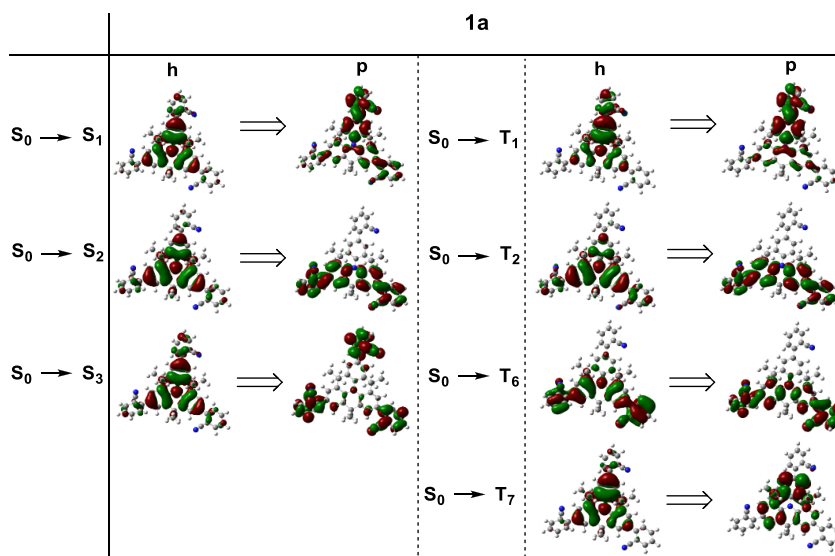 1a
h p h p
S₀ → S₁ S₀ → T₁
S₀ → S₂ S₀ → T₂
S₀ → S₃ S₀ → T₆
S₀ → T₇